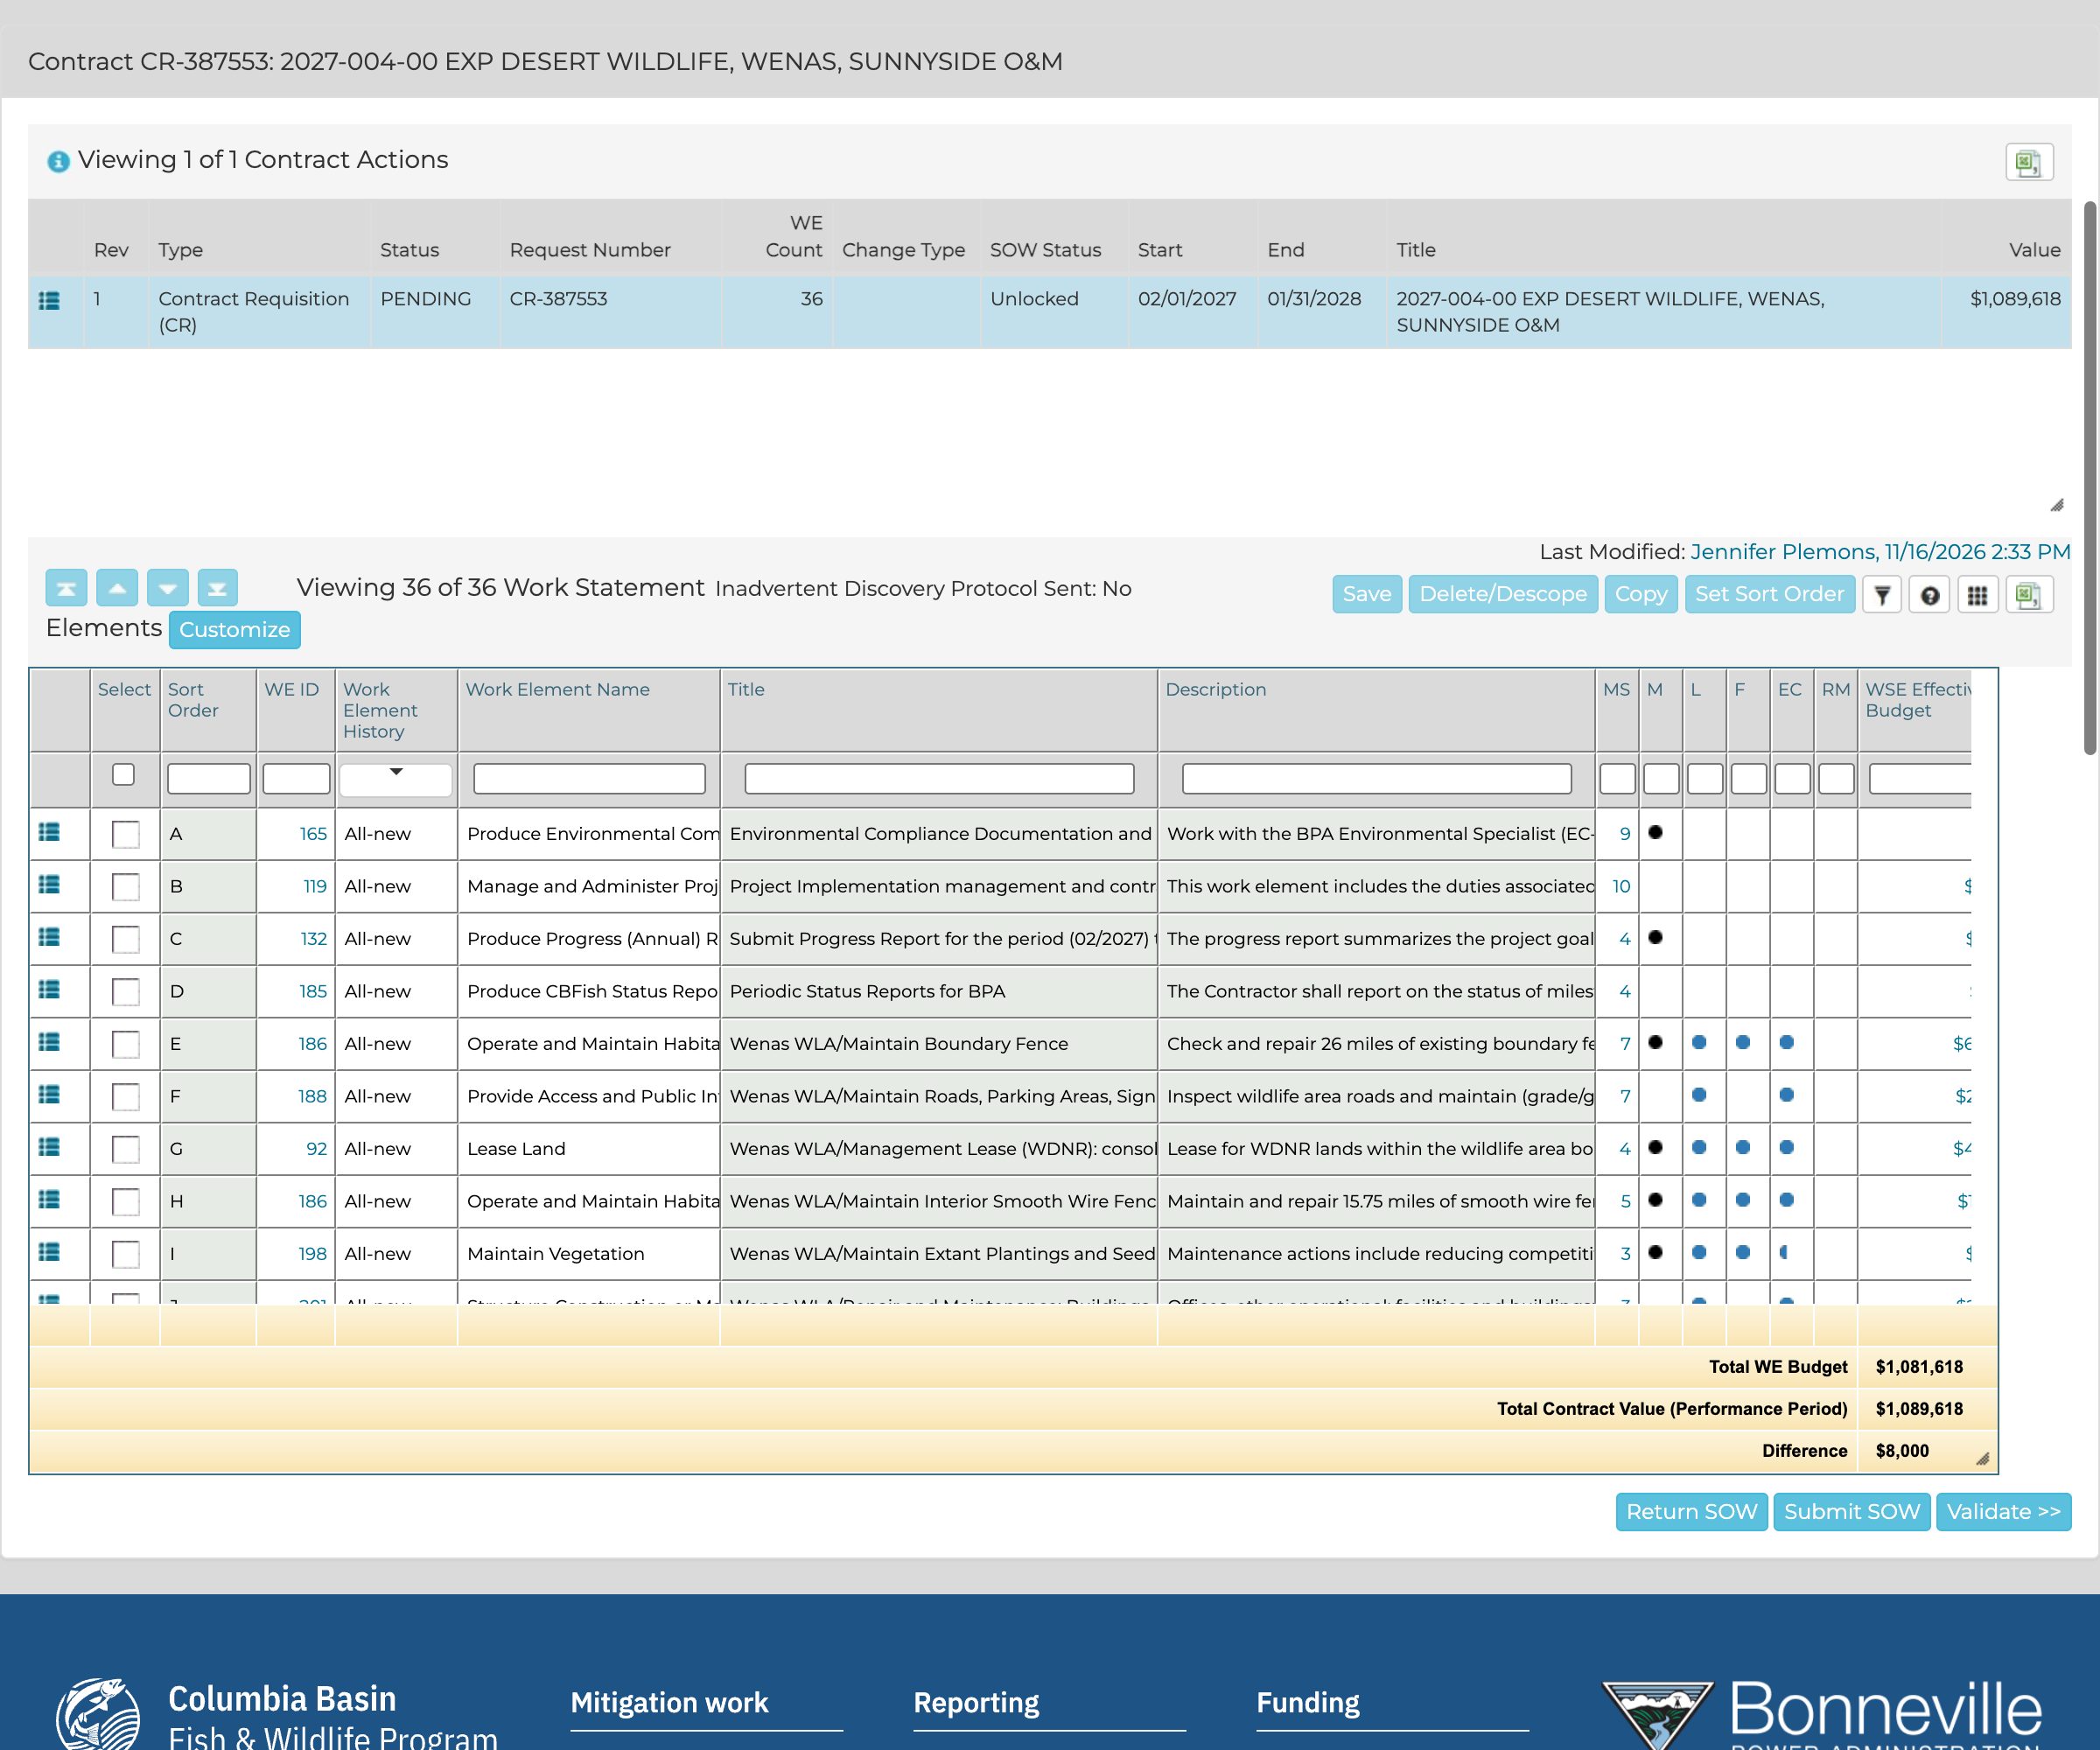 Contract CR-387553: 2027-004-00 EXP DESERT WILDLIFE, WENAS, SUNNYSIDE O&M
Viewing 1 of 1 Contract Actions
Rev Type Status Request Number WE Count Change Type SOW Status Start End Title Value
1 Contract Requisition (CR) PENDING CR-387553 36 Unlocked 02/01/2027 01/31/2028 2027-004-00 EXP DESERT WILDLIFE, WENAS, SUNNYSIDE O&M $1,089,618
Last Modified: Jennifer Plemons, 11/16/2026 2:33 PM
Viewing 36 of 36 Work Statement Inadvertent Discovery Protocol Sent: No
Save Delete/Descope Copy Set Sort Order
Elements Customize
Select Sort Order WE ID Work Element History Work Element Name Title Description MS M L F EC RM WSE Effectiv Budget
A 165 All-new Produce Environmental Com Environmental Compliance Documentation and Work with the BPA Environmental Specialist (EC- 9
B 119 All-new Manage and Administer Proj Project Implementation management and contr This work element includes the duties associated 10 $
C 132 All-new Produce Progress (Annual) R Submit Progress Report for the period (02/2027) The progress report summarizes the project goal 4 $
D 185 All-new Produce CBFish Status Repo Periodic Status Reports for BPA The Contractor shall report on the status of miles 4
E 186 All-new Operate and Maintain Habita Wenas WLA/Maintain Boundary Fence Check and repair 26 miles of existing boundary fe 7 $6
F 188 All-new Provide Access and Public In Wenas WLA/Maintain Roads, Parking Areas, Sign Inspect wildlife area roads and maintain (grade/g 7 $2
G 92 All-new Lease Land Wenas WLA/Management Lease (WDNR): consol Lease for WDNR lands within the wildlife area bo 4 $4
H 186 All-new Operate and Maintain Habita Wenas WLA/Maintain Interior Smooth Wire Fenc Maintain and repair 15.75 miles of smooth wire fe 5 $
I 198 All-new Maintain Vegetation Wenas WLA/Maintain Extant Plantings and Seed Maintenance actions include reducing competiti 3 $
Total WE Budget $1,081,618
Total Contract Value (Performance Period) $1,089,618
Difference $8,000
Return SOW Submit SOW Validate >>
Columbia Basin
Fish & Wildlife Program
Mitigation work
Reporting
Funding
Bonneville
POWER ADMINISTRATION